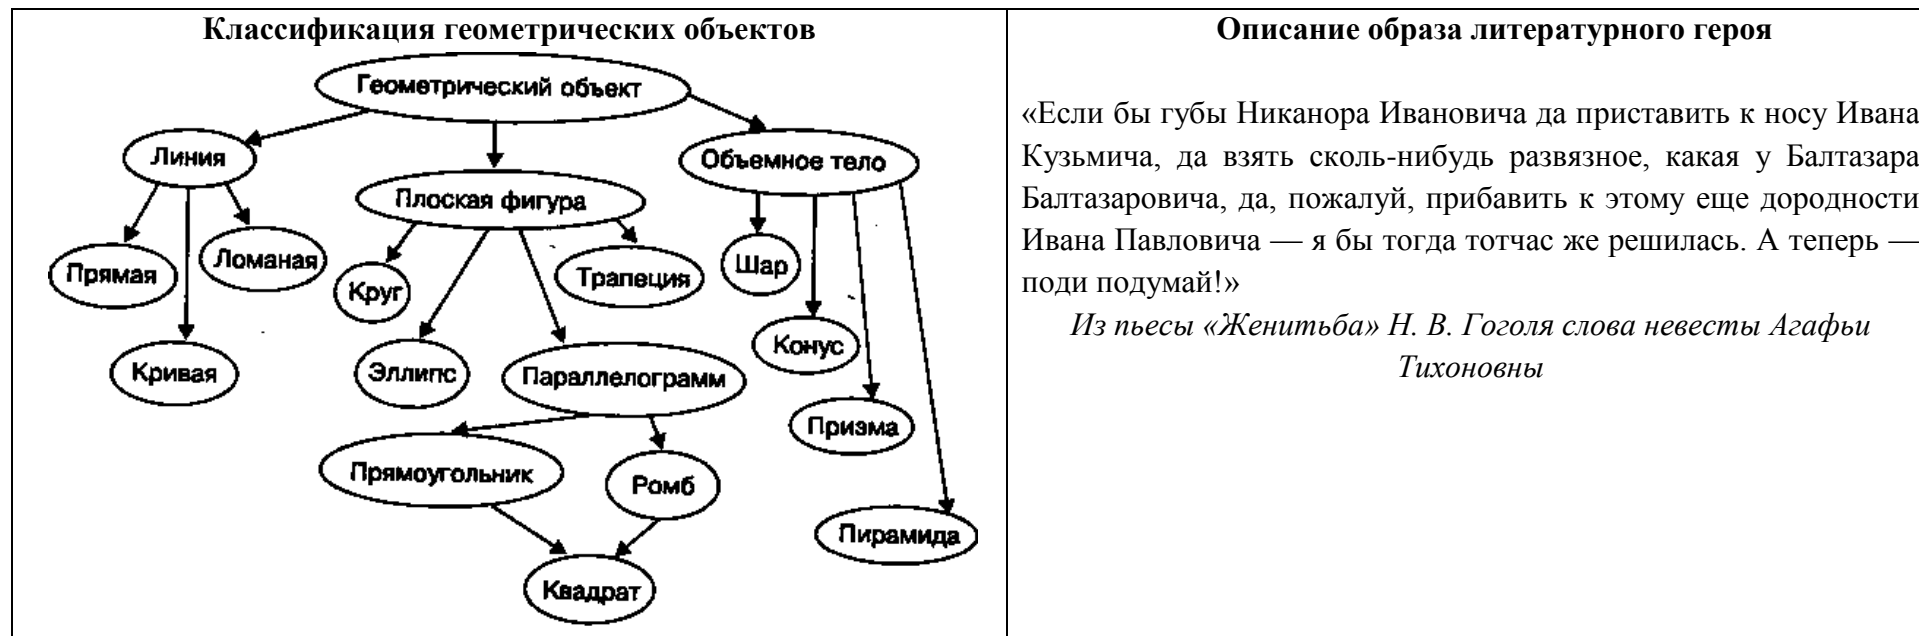 Классификация геометрических объектов
Геометрический объект
Линия
Плоская фигура
Объемное тело
Прямая
Кривая
Ломаная
Круг
Эллипс
Параллелограмм
Трапеция
Шар
Конус
Призма
Пирамида
Прямоугольник
Ромб
Квадрат
Описание образа литературного героя
«Если бы губы Никанора Ивановича да приставить к носу Ивана
Кузьмича, да взять сколь-нибудь развязное, какая у Балтазара
Балтазаровича, да, пожалуй, прибавить к этому еще дородности
Ивана Павловича — я бы тогда тотчас же решилась. А теперь —
поди подумай!»
Из пьесы «Женитьба» Н. В. Гоголя слова невесты Агафьи
Тихоновны